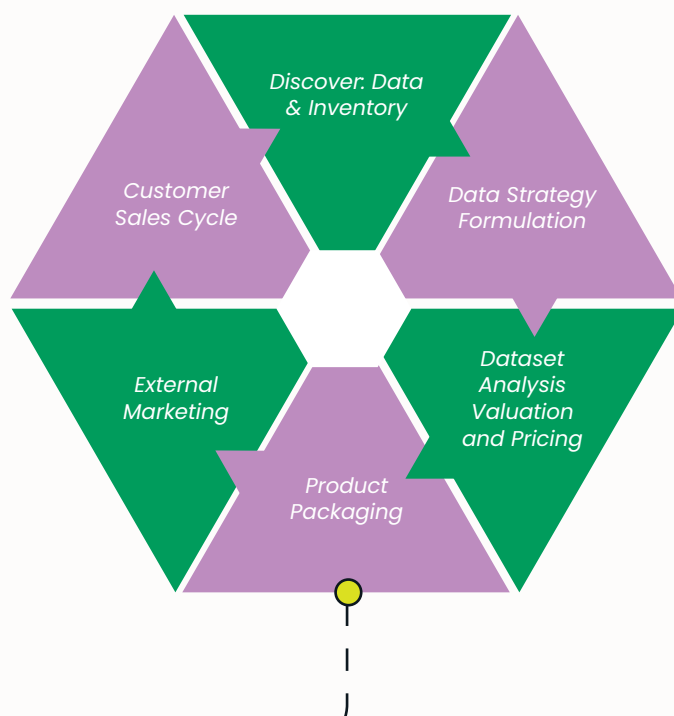 Discover: Data
& Inventory
Data Strategy
Formulation
Dataset
Analysis
Valuation
and Pricing
Product
Packaging
External
Marketing
Customer
Sales Cycle